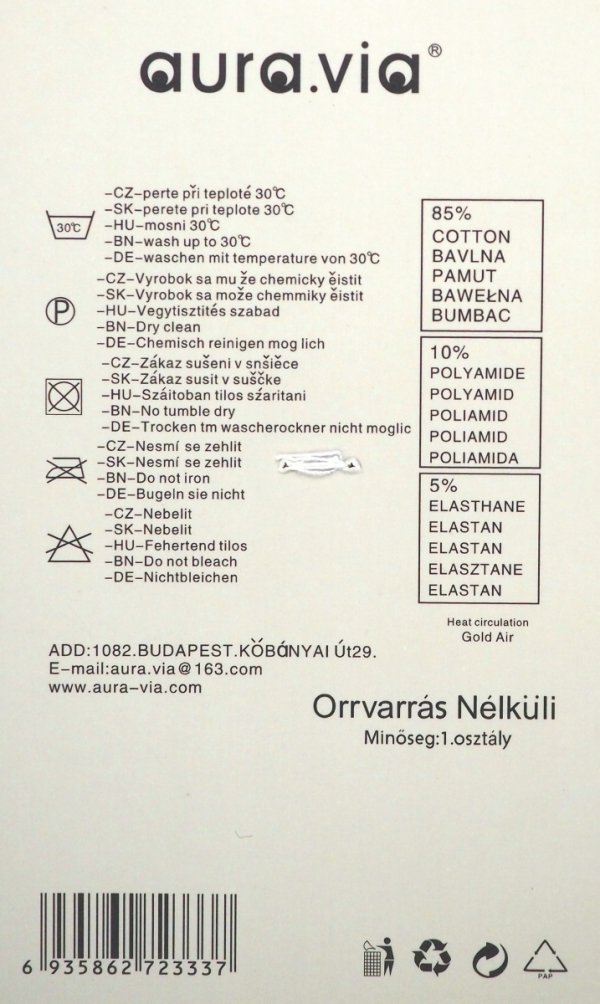 aura.via®
30℃
-CZ-perte při teploté 30℃
-SK-perete pri teplote 30℃
-HU-mosni 30℃
-BN-wash up to 30℃
-DE-waschen mit temperature von 30℃
P
-CZ-Vyrobok sa mu že chemicky ěistit
-SK-Vyrobok sa može chemmiky ěistit
-HU-Vegytisztités szabad
-BN-Dry clean
-DE-Chemisch reinigen mog lich
-CZ-Zákaz sušeni v snšiěce
-SK-Zákaz susit v suščke
-HU-Száitoban tilos száritani
-BN-No tumble dry
-DE-Trocken tm wascherockner nicht moglic
-CZ-Nesmí se zehlit
-SK-Nesmí se zehlit
-BN-Do not iron
-DE-Bugeln sie nicht
-CZ-Nebelit
-SK-Nebelit
-HU-Fehertend tilos
-BN-Do not bleach
-DE-Nichtbleichen
85%
COTTON
BAVLNA
PAMUT
BAWEŁNA
BUMBAC
10%
POLYAMIDE
POLYAMID
POLIAMID
POLIAMID
POLIAMIDA
5%
ELASTHANE
ELASTAN
ELASTAN
ELASZTANE
ELASTAN
Heat circulation
Gold Air
ADD:1082.BUDAPEST.KŐBÁNYAI Út29.
E-mail:aura.via@163.com
www.aura-via.com
Orrvarrás Nélküli
Minőseg:1.osztály
6 935862 723337
PAP